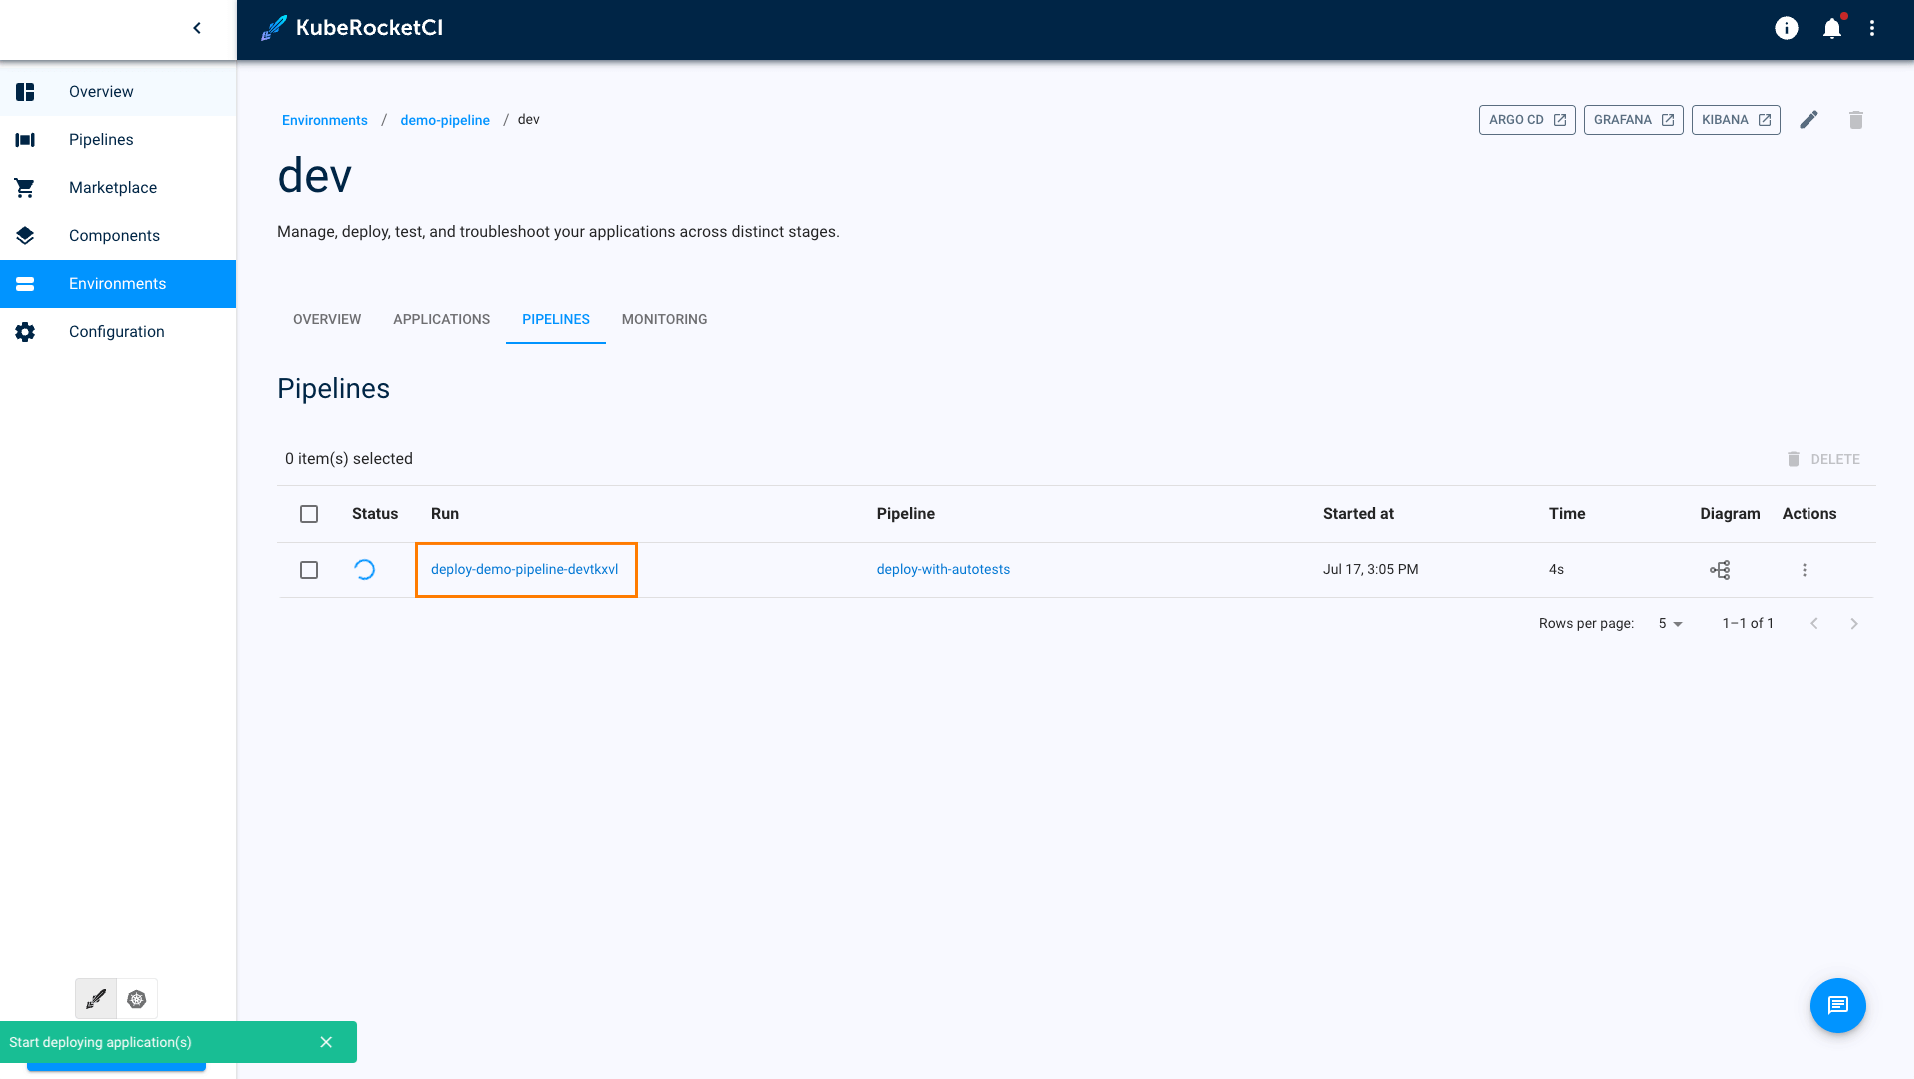 KubeRocketCI
Overview
Pipelines
Marketplace
Components
Environments
Configuration
Environments / demo-pipeline / dev
ARGO CD
GRAFANA
KIBANA
dev
Manage, deploy, test, and troubleshoot your applications across distinct stages.
OVERVIEW APPLICATIONS PIPELINES MONITORING
Pipelines
0 item(s) selected
DELETE
Status Run Pipeline Started at Time Diagram Actions
deploy-demo-pipeline-devtkxvl deploy-with-autotests Jul 17, 3:05 PM 4s
Rows per page: 5 1–1 of 1
Start deploying application(s)